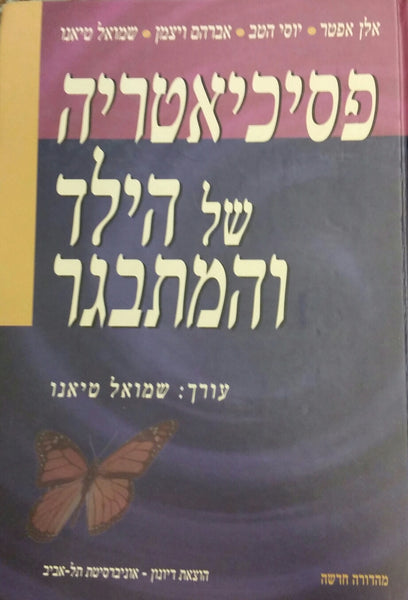 אלן אפטר • יוסי הטב • אברהם ויצמן • שמואל טיאנו
פסיכיאטריה
של הילד
והמתבגר
עורך: שמואל טיאנו
הוצאת דיונון - אוניברסיטת תל-אביב
מהדורה חדשה